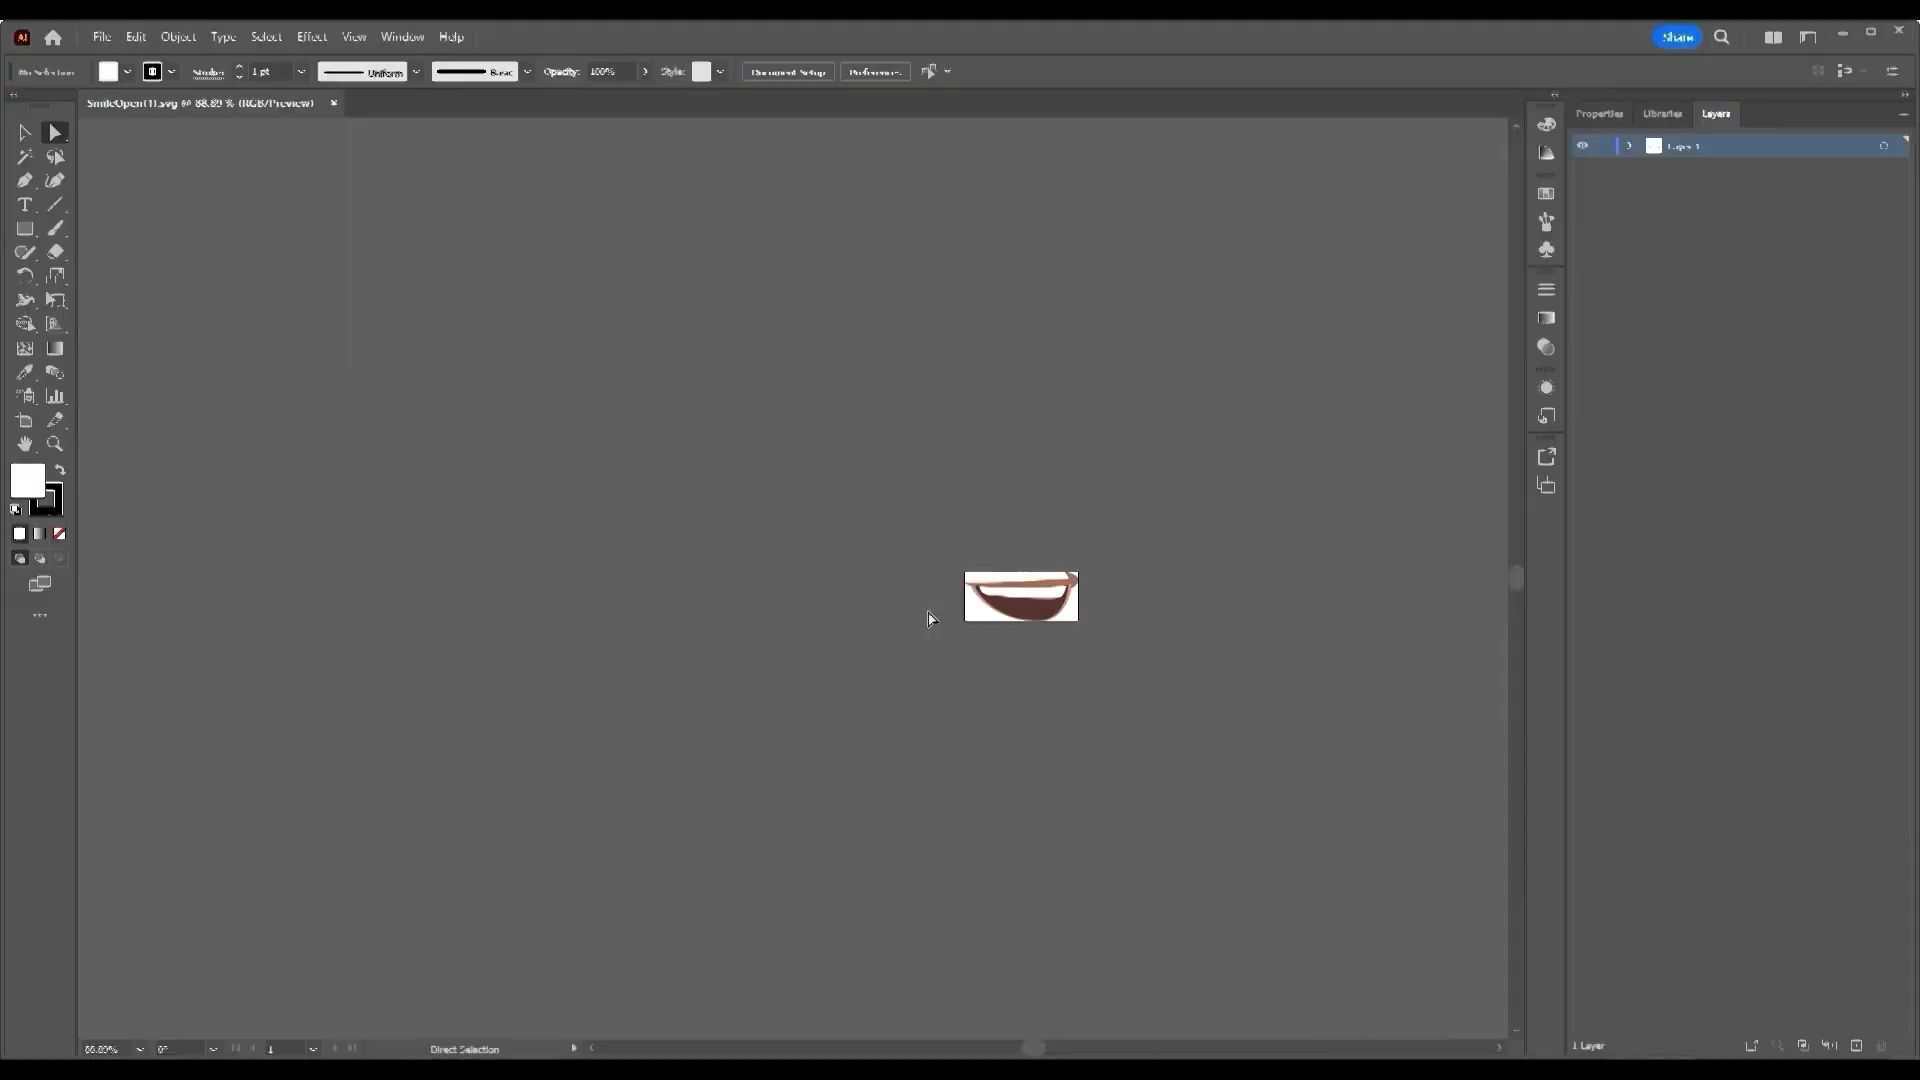 Ai
File Edit Object Type Select Effect View Window Help
Share
No Selection Stroke: 1 pt Uniform Basic Opacity: 100% Style: Document Setup Preferences
SmileOpen(1).svg @ 88.89 % (RGB/Preview) ×
Properties Libraries Layers
Layer 1
88.89% 0° 1 Direct Selection
1 Layer